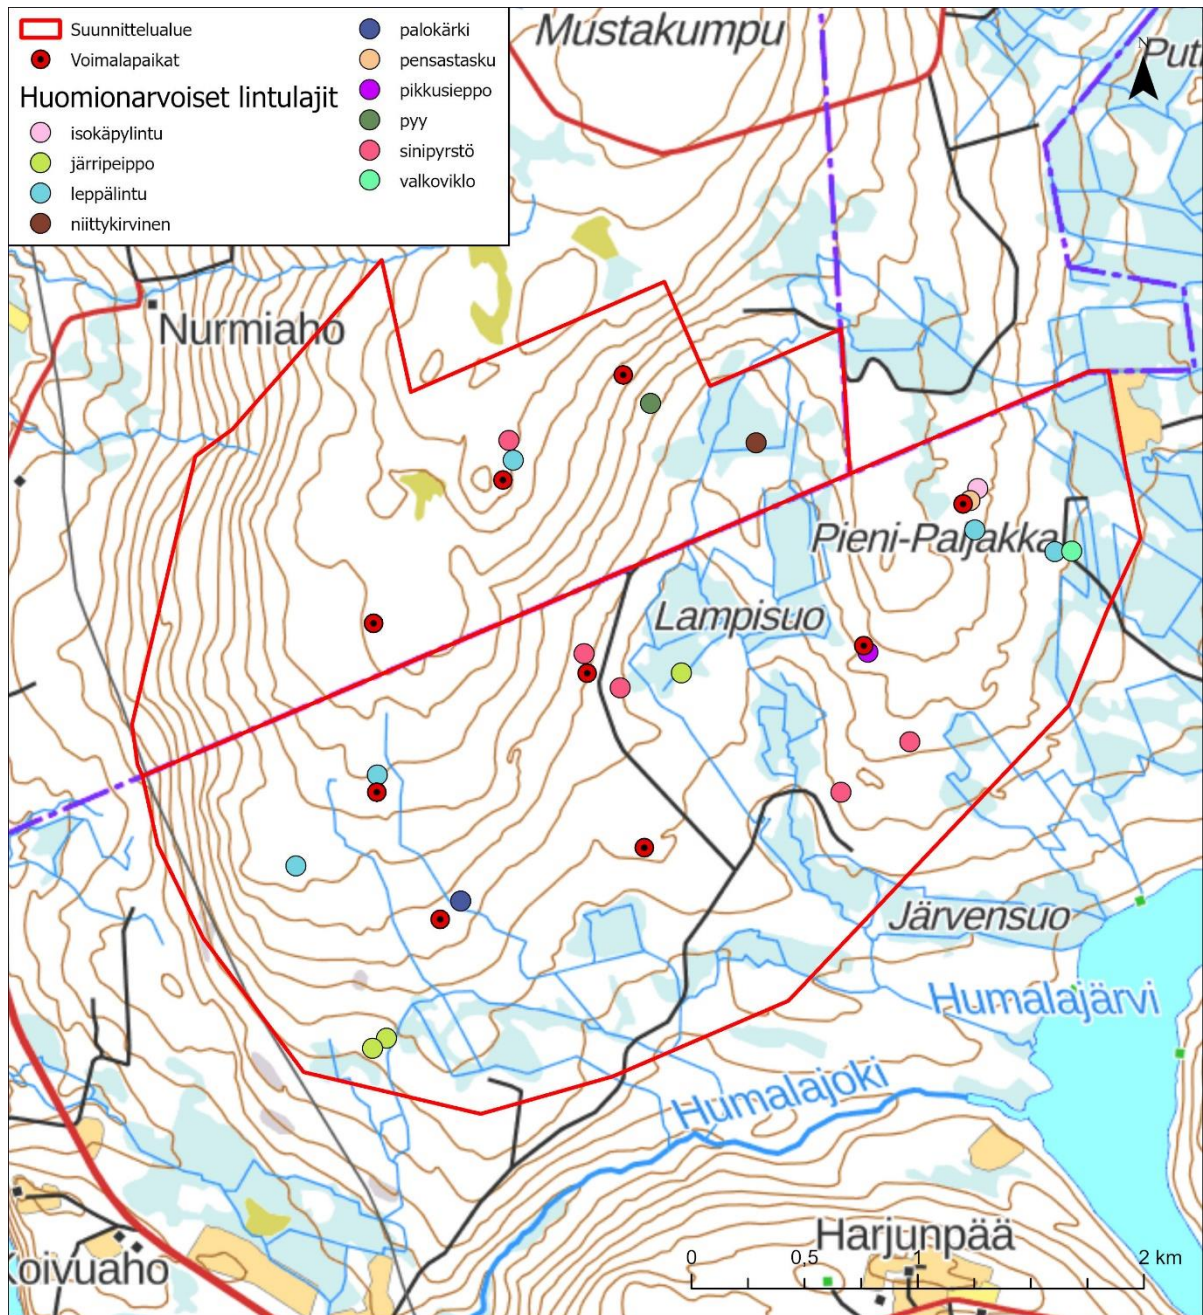 Suunnittelualue
Voimalapaikat
Huomionarvoiset lintulajit
isokäpylintu
järripeippo
leppälintu
niittykirvinen
palokärki
pensastasku
pikkusieppo
pyy
sinipyrstö
valkoviklo
Mustakumpu
N
Nurmiaho
Pieni-Paljakka
Lampisuo
Järvensuo
Humalajärvi
Humalajoki
Harjunpää
Koivuaho
0 0,5 1 2 km